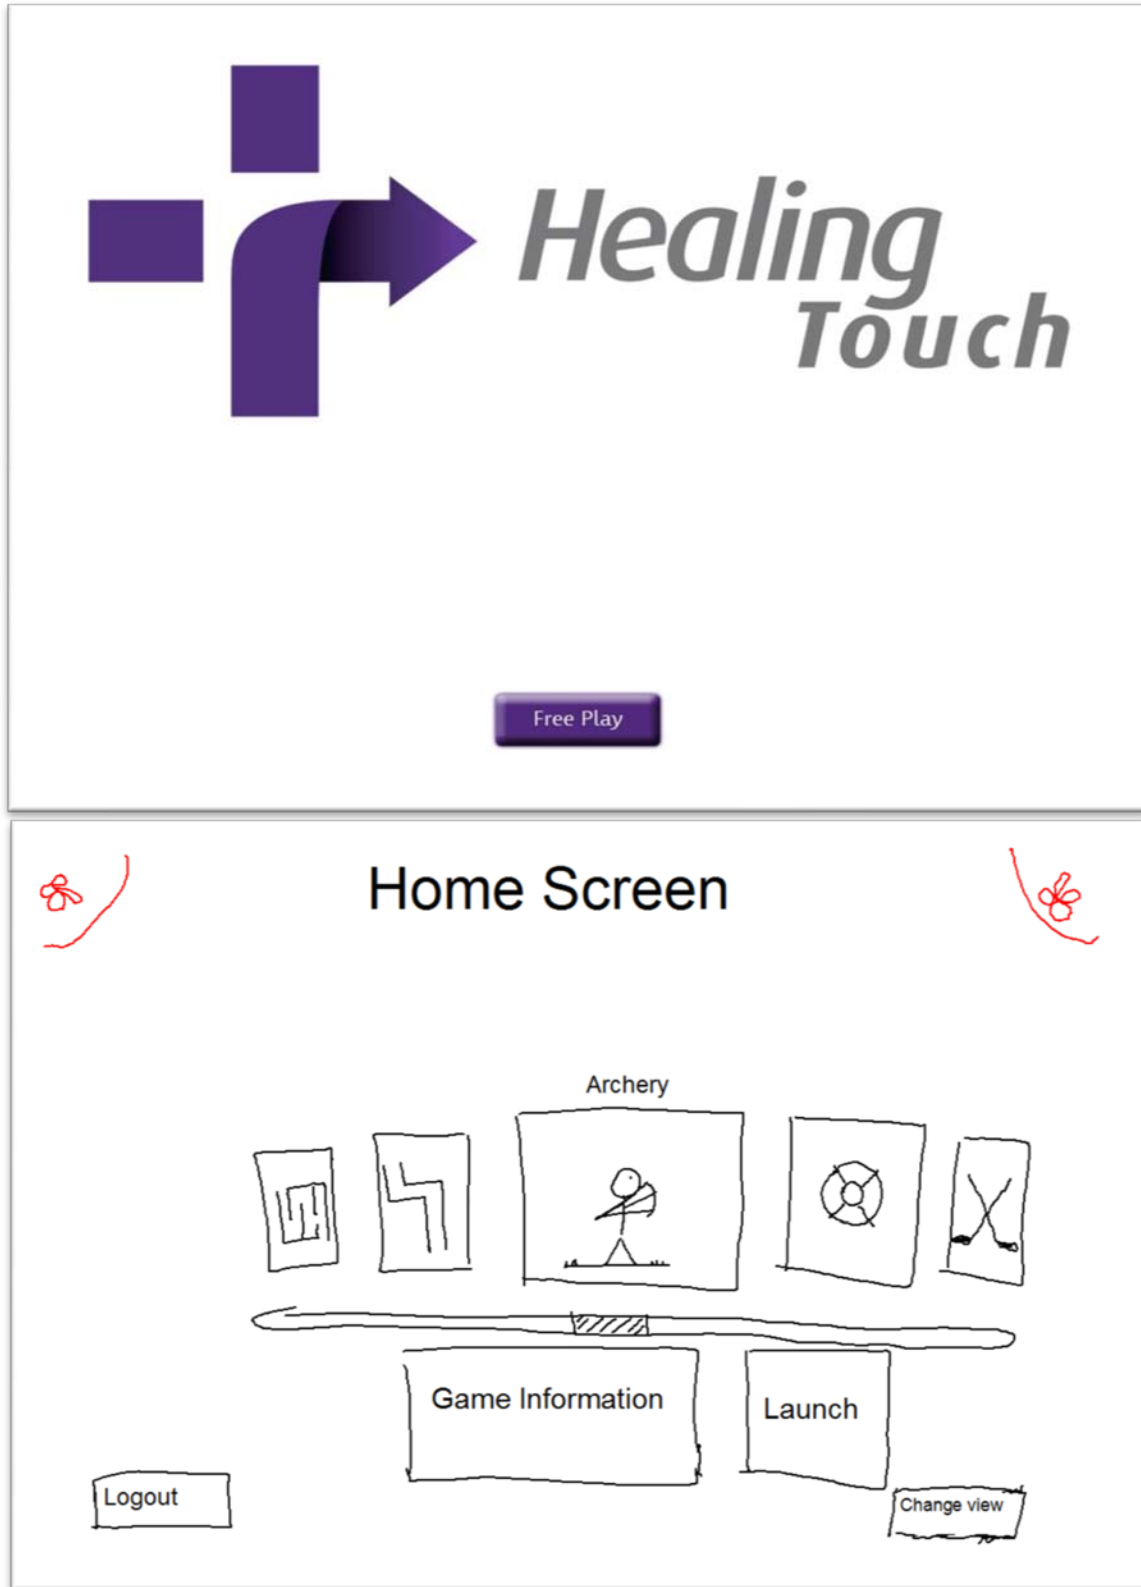 Healing
Touch
Free Play
Home Screen
Archery
Game Information
Launch
Logout
Change view